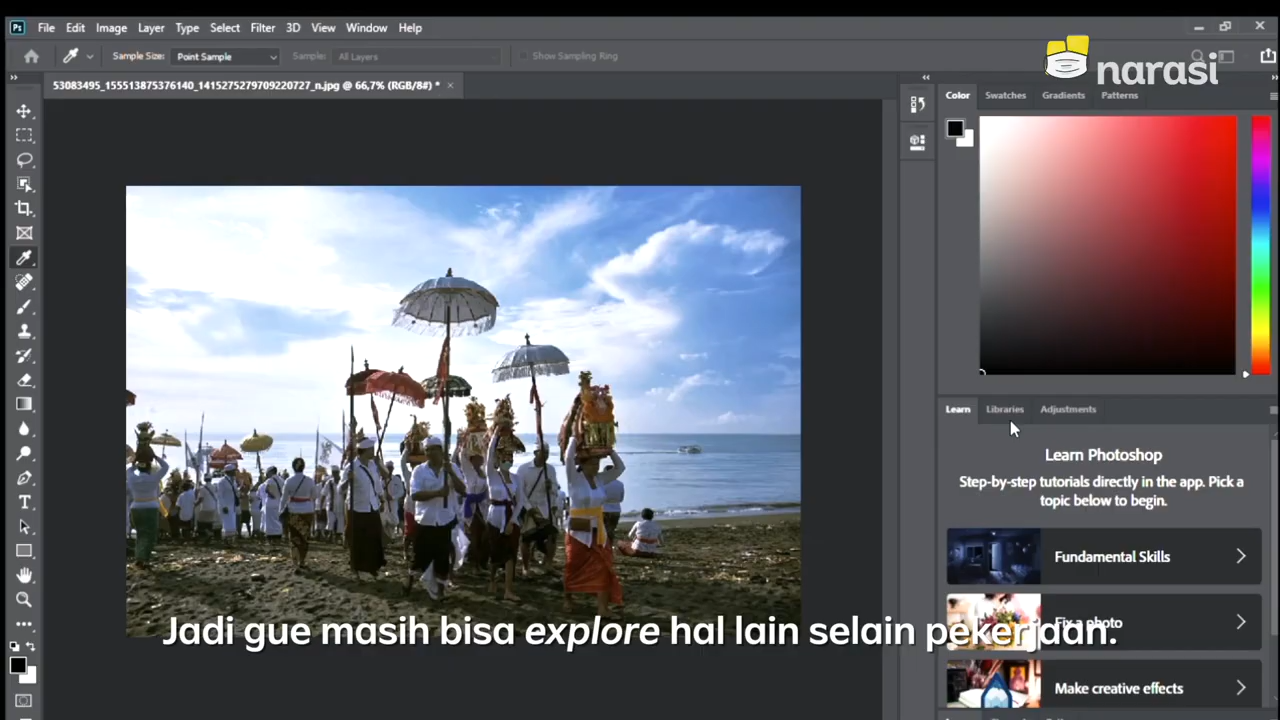 Ps File Edit Image Layer Type Select Filter 3D View Window Help
Sample Size: Point Sample Sample: All Layers Show Sampling Ring
narasi
53083495_155513875376140_1415275279709220727_n.jpg @ 66,7% (RGB/8#) *
Color Swatches Gradients Patterns
Learn Libraries Adjustments
Learn Photoshop
Step-by-step tutorials directly in the app. Pick a
topic below to begin.
Fundamental Skills
Fix a photo
Jadi gue masih bisa explore hal lain selain pekerjaan.
Make creative effects